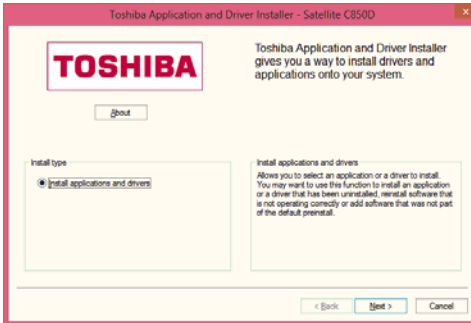 Toshiba Application and Driver Installer - Satellite C850D
x
TOSHIBA
Toshiba Application and Driver Installer
gives you a way to install drivers and
applications onto your system.
About
Install type
Install applications and drivers
Install applications and drivers
Allows you to select an application or a driver to install.
You may want to use this function to install an application
or a driver that has been uninstalled, reinstall software that
is not operating correctly or add software that was not part
of the default preinstall.
< Back
Next >
Cancel